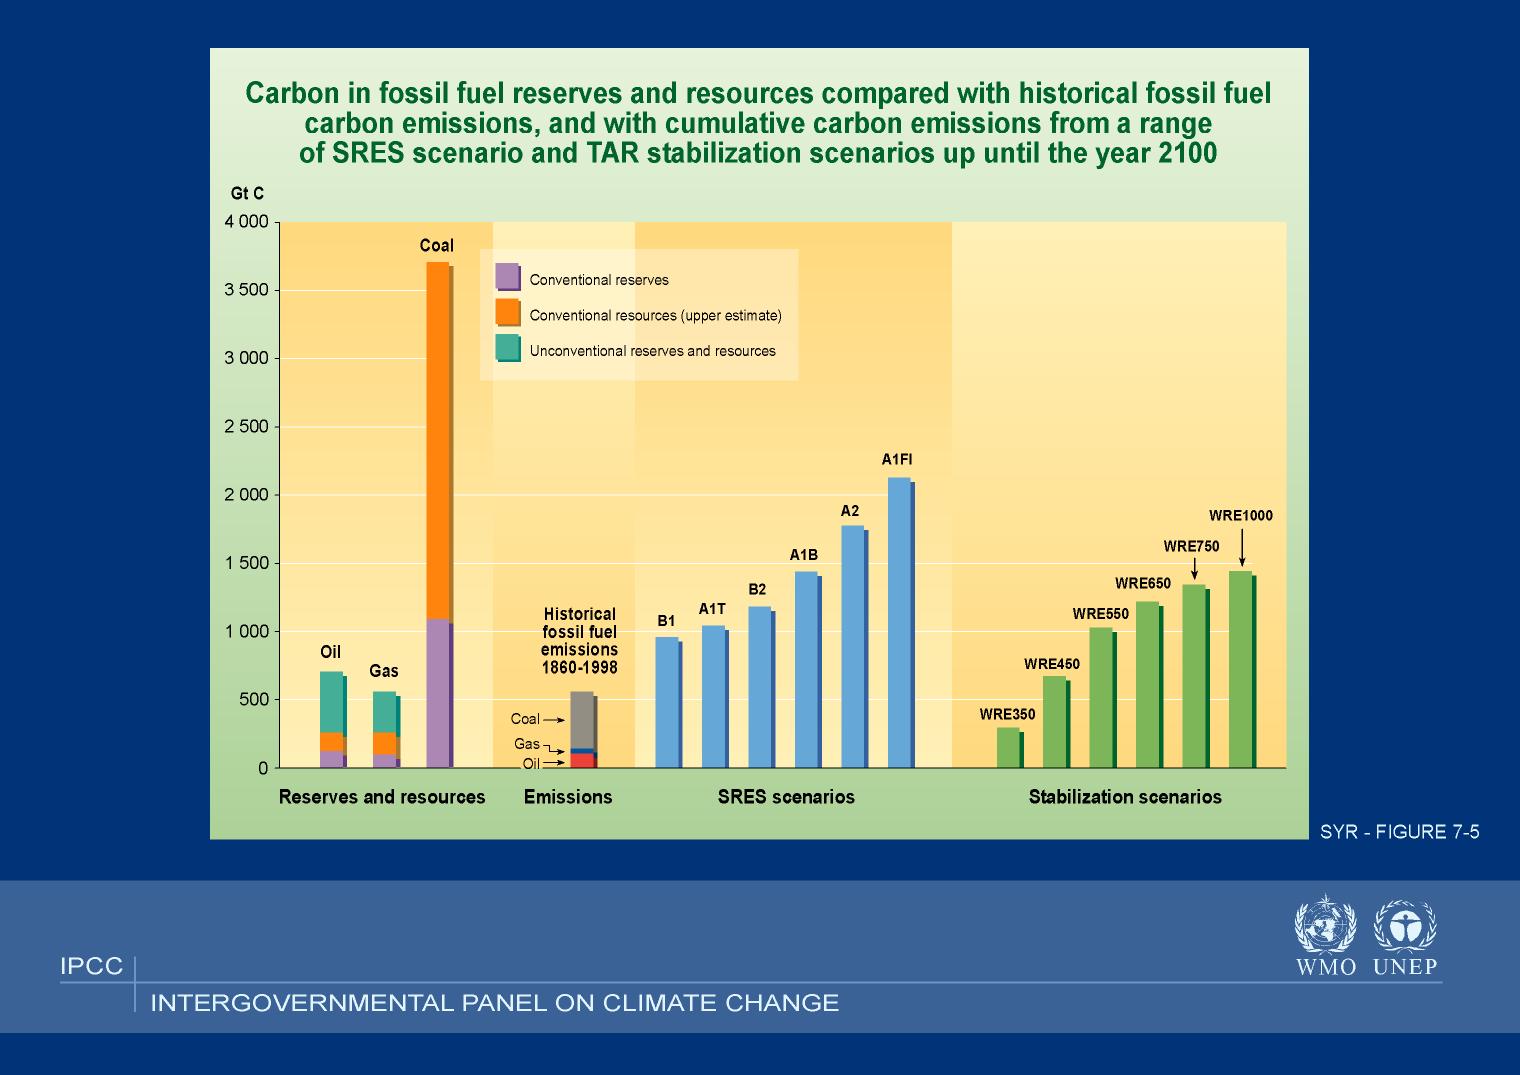 Carbon in fossil fuel reserves and resources compared with historical fossil fuel
carbon emissions, and with cumulative carbon emissions from a range
of SRES scenario and TAR stabilization scenarios up until the year 2100
Gt C
4 000
3 500
3 000
2 500
2 000
1 500
1 000
500
0
Coal
Conventional reserves
Conventional resources (upper estimate)
Unconventional reserves and resources
Oil
Gas
Historical
fossil fuel
emissions
1860-1998
Coal
Gas
Oil
B1
A1T
B2
A1B
A2
A1FI
WRE350
WRE450
WRE550
WRE650
WRE750
WRE1000
Reserves and resources
Emissions
SRES scenarios
Stabilization scenarios
SYR - FIGURE 7-5
WMO UNEP
IPCC
INTERGOVERNMENTAL PANEL ON CLIMATE CHANGE